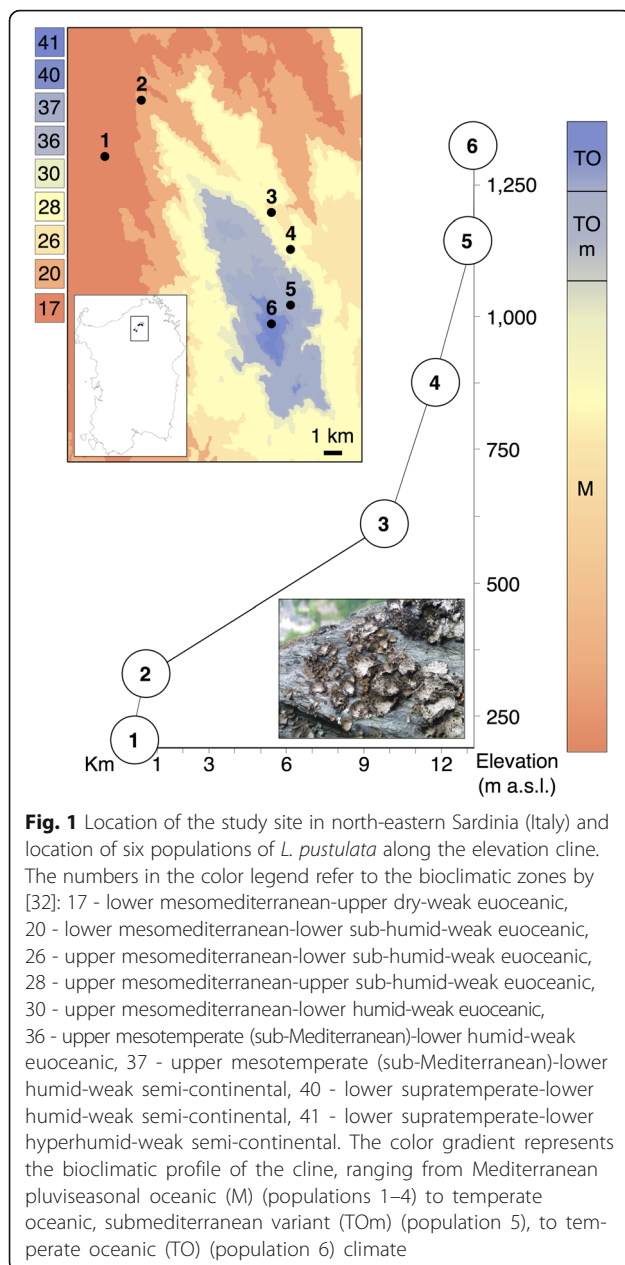 41
40
37
36
30
28
26
20
17
1
2
3
4
5
6
1 km
6
5
4
3
2
1
1,250
1,000
750
500
250
TO
TO
m
M
Km 1 3 6 9 12 Elevation
(m a.s.l.)
Fig. 1 Location of the study site in north-eastern Sardinia (Italy) and
location of six populations of L. pustulata along the elevation cline.
The numbers in the color legend refer to the bioclimatic zones by
[32]: 17 - lower mesomediterranean-upper dry-weak euoceanic,
20 - lower mesomediterranean-lower sub-humid-weak euoceanic,
26 - upper mesomediterranean-lower sub-humid-weak euoceanic,
28 - upper mesomediterranean-upper sub-humid-weak euoceanic,
30 - upper mesomediterranean-lower humid-weak euoceanic,
36 - upper mesotemperate (sub-Mediterranean)-lower humid-weak
euoceanic, 37 - upper mesotemperate (sub-Mediterranean)-lower
humid-weak semi-continental, 40 - lower supratemperate-lower
humid-weak semi-continental, 41 - lower supratemperate-lower
hyperhumid-weak semi-continental. The color gradient represents
the bioclimatic profile of the cline, ranging from Mediterranean
pluviseasonal oceanic (M) (populations 1–4) to temperate
oceanic, submediterranean variant (TOm) (population 5), to tem-
perate oceanic (TO) (population 6) climate